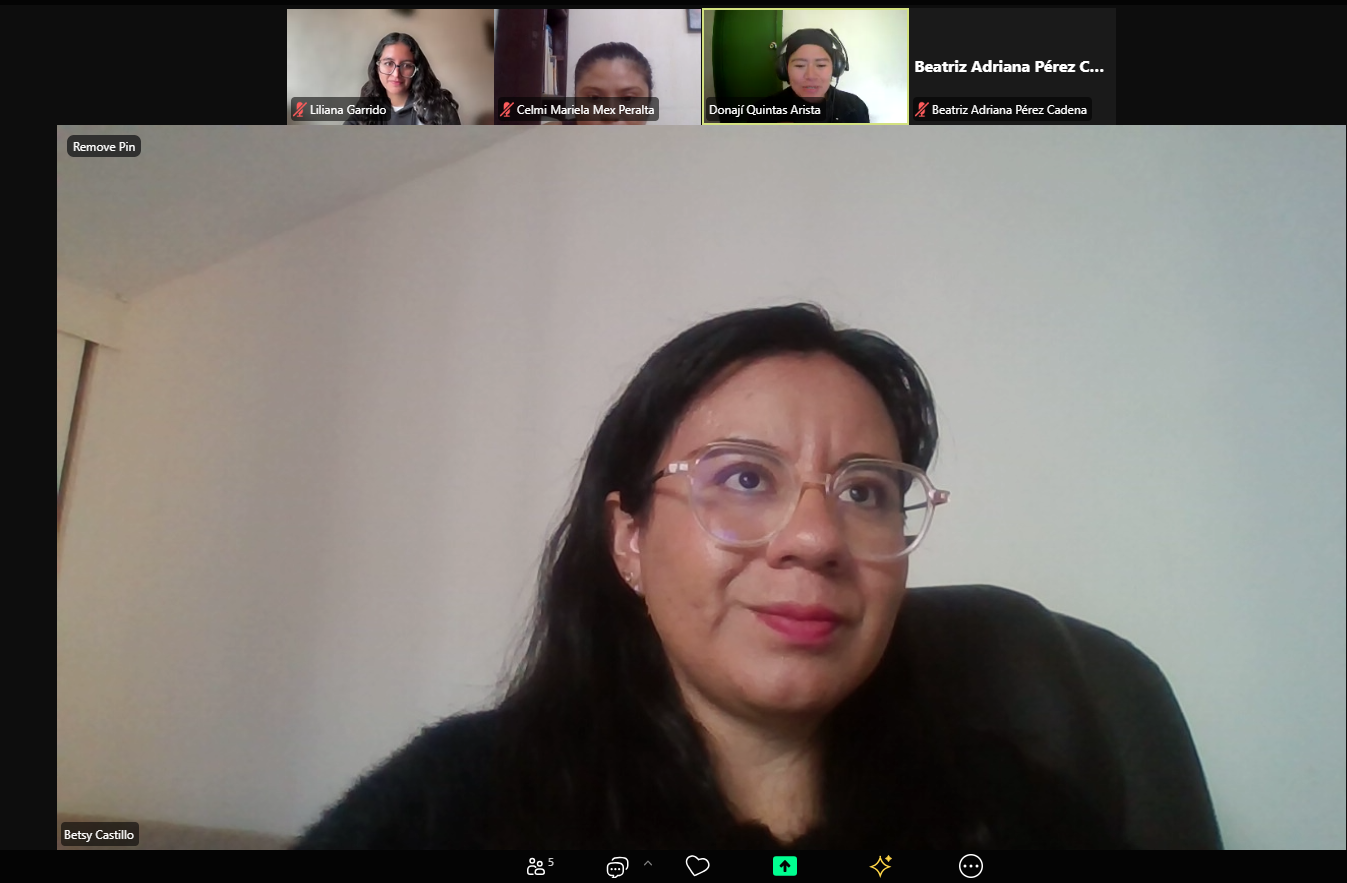 Beatriz Adriana Pérez C...
Liliana Garrido
Celmi Mariela Mex Peralta
Donají Quintas Arista
Beatriz Adriana Pérez Cadena
Remove Pin
Betsy Castillo
5